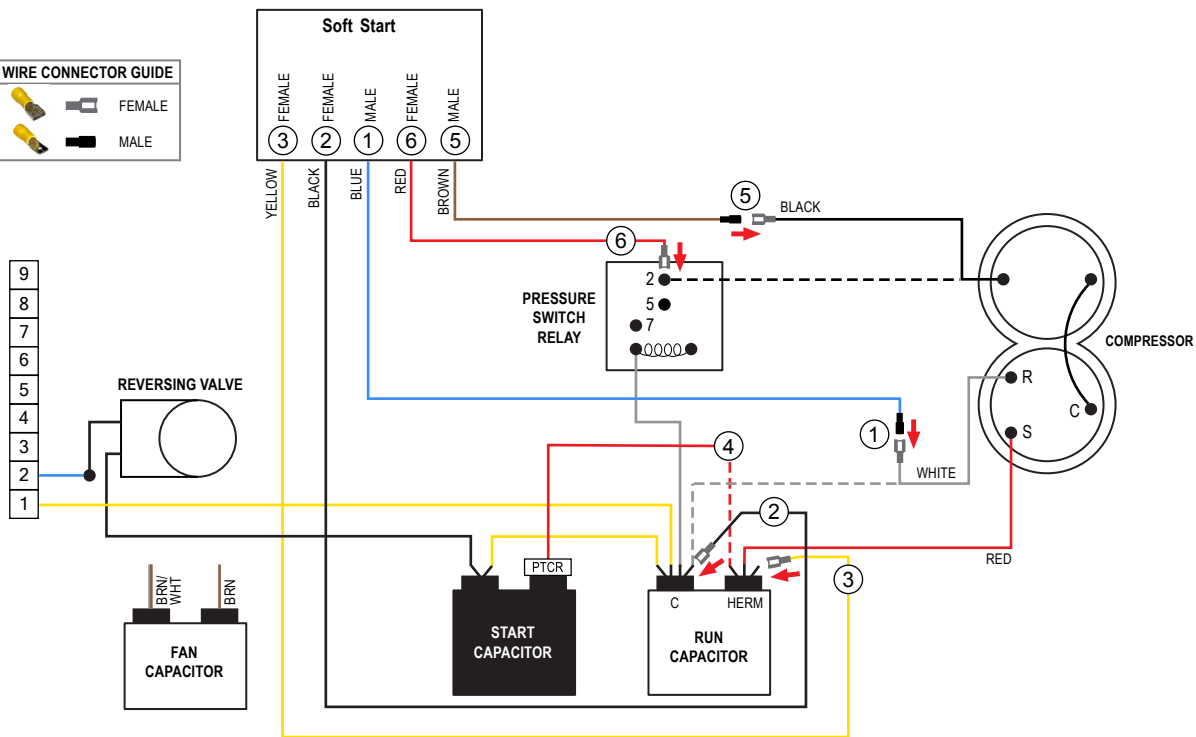 Soft Start
WIRE CONNECTOR GUIDE
FEMALE
MALE
FEMALE
FEMALE
MALE
FEMALE
MALE
3
2
1
6
5
YELLOW
BLACK
BLUE
RED
BROWN
5
BLACK
6
9
8
7
6
5
4
3
2
1
PRESSURE
SWITCH
RELAY
2
5
7
COMPRESSOR
R
C
S
REVERSING VALVE
1
WHITE
4
2
RED
3
BRN/
WHT
BRN
FAN
CAPACITOR
PTCR
START
CAPACITOR
C
HERM
RUN
CAPACITOR